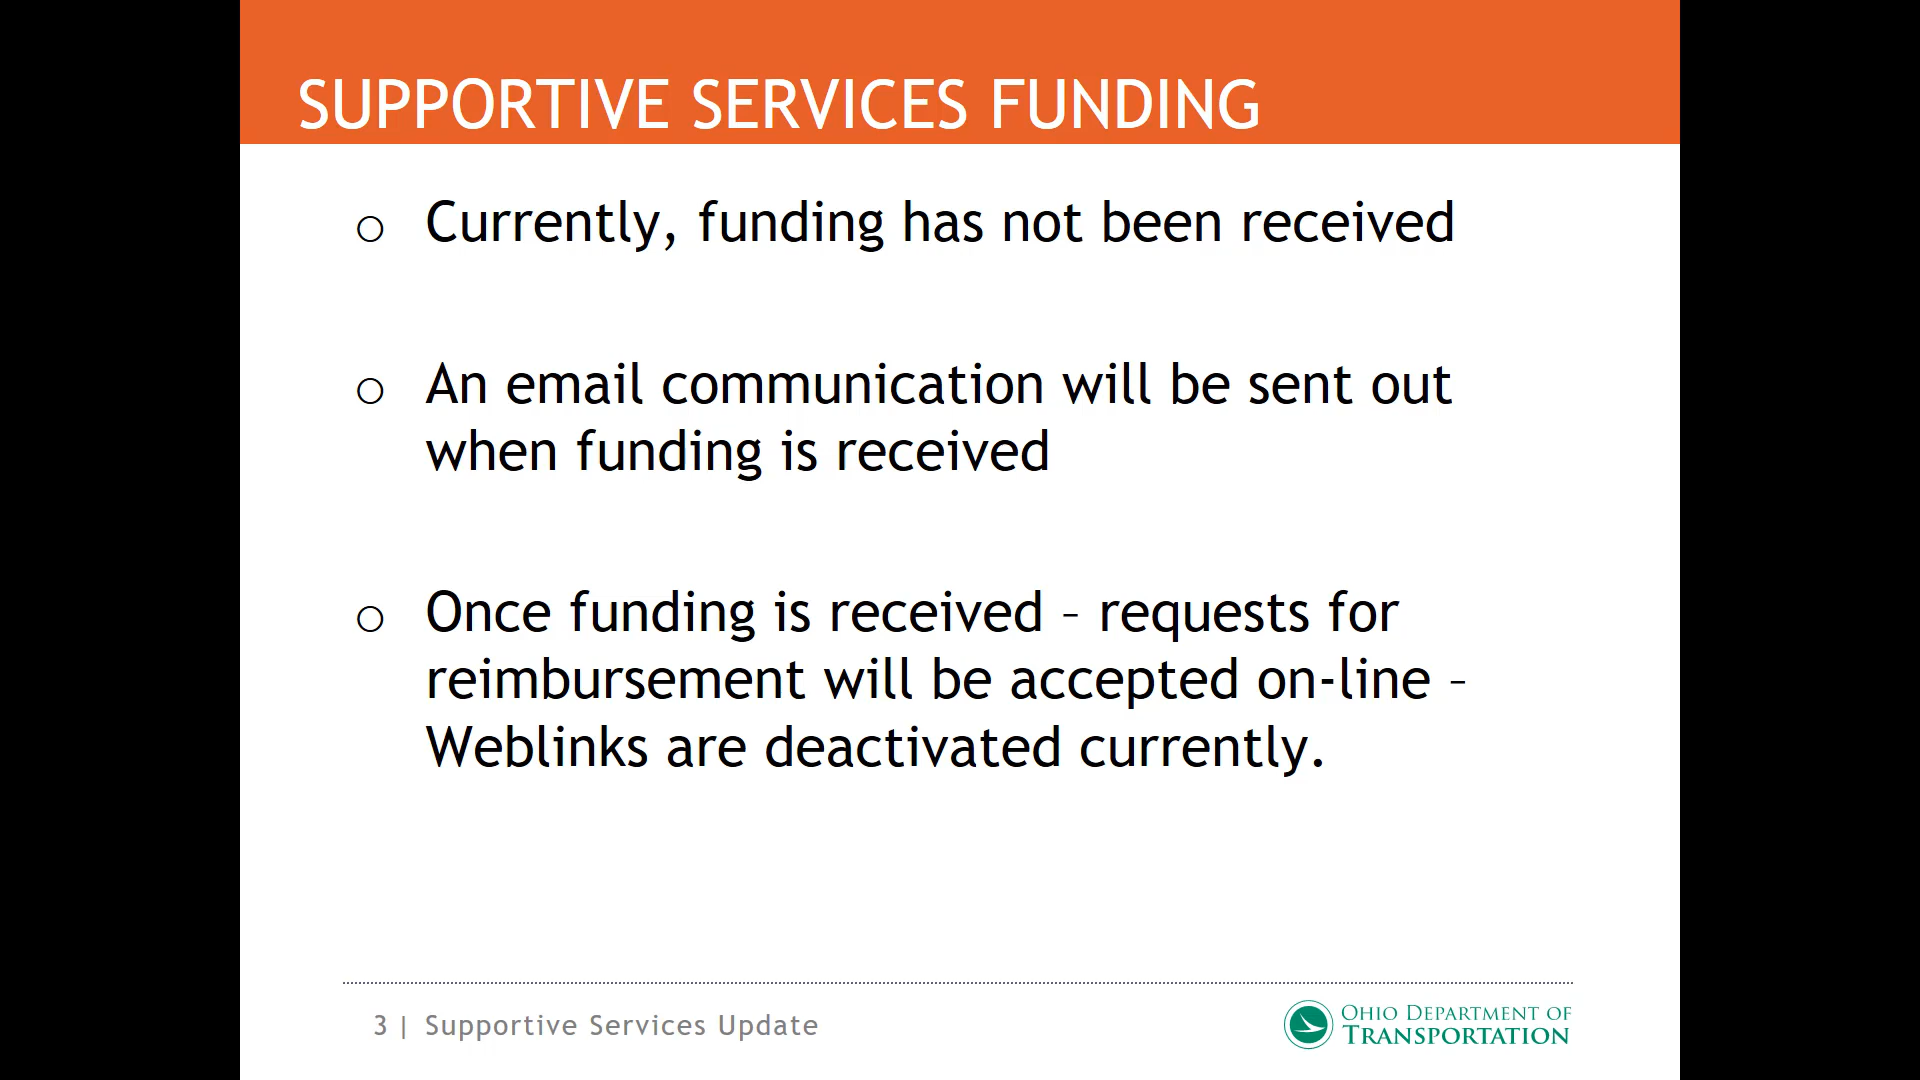 SUPPORTIVE SERVICES FUNDING
o Currently, funding has not been received
o An email communication will be sent out
when funding is received
o Once funding is received – requests for
reimbursement will be accepted on-line –
Weblinks are deactivated currently.
3 | Supportive Services Update
OHIO DEPARTMENT OF
TRANSPORTATION